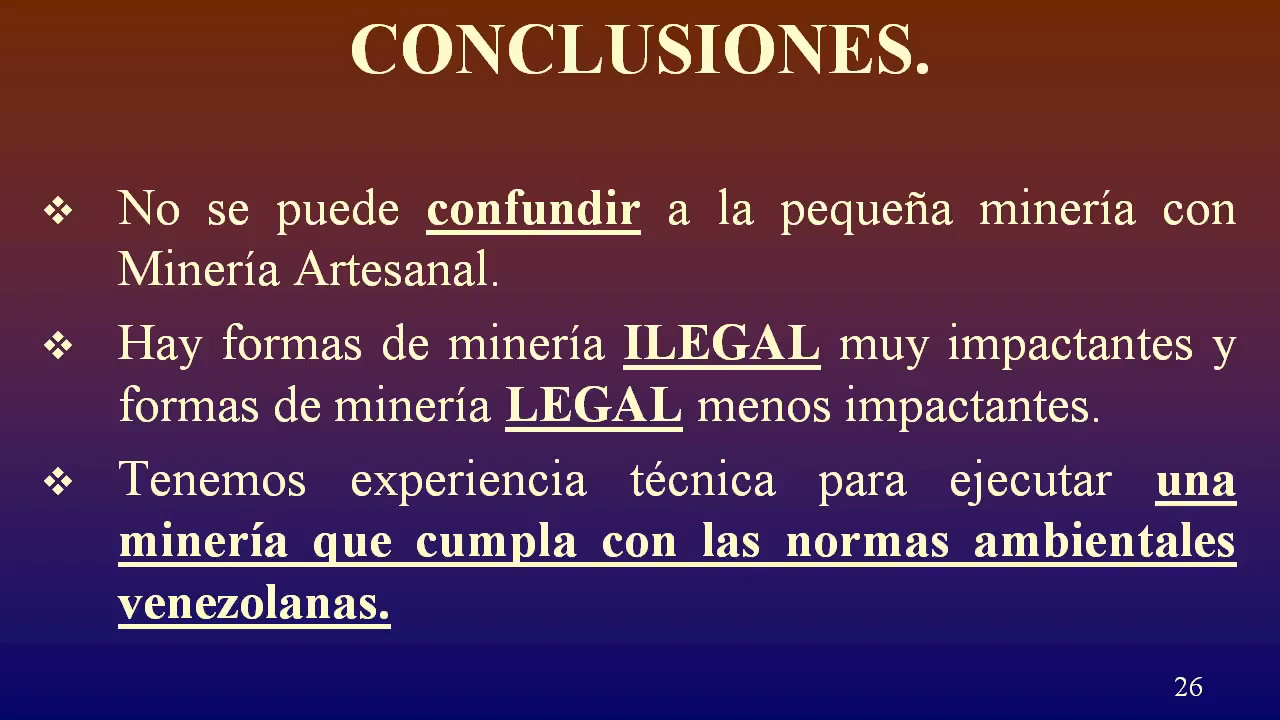 CONCLUSIONES.
❖ No se puede confundir a la pequeña minería con
Minería Artesanal.
❖ Hay formas de minería ILEGAL muy impactantes y
formas de minería LEGAL menos impactantes.
❖ Tenemos experiencia técnica para ejecutar una
minería que cumpla con las normas ambientales
venezolanas.
26